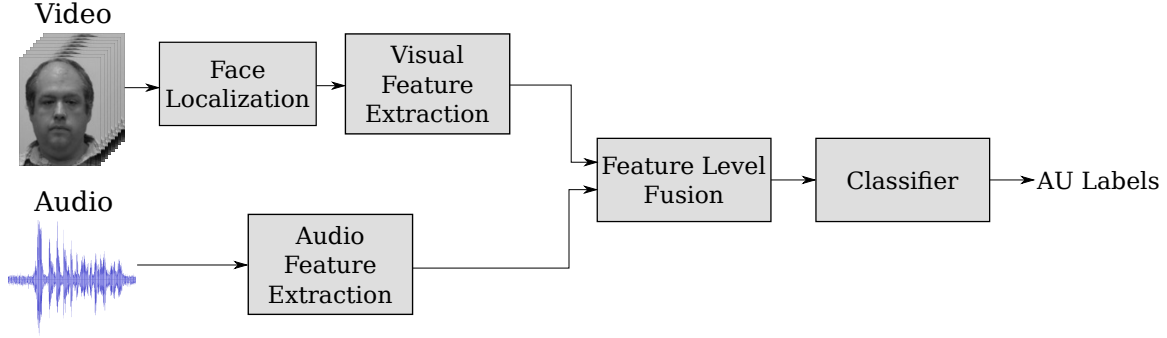 Video
Face
Localization
Visual
Feature
Extraction
Audio
Audio
Feature
Extraction
Feature Level
Fusion
Classifier
AU Labels